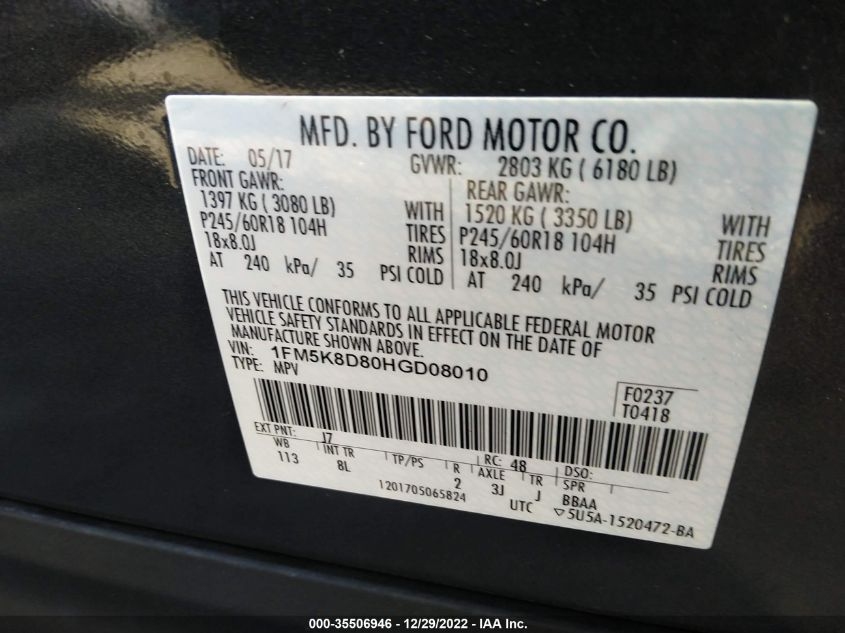 MFD. BY FORD MOTOR CO.
DATE: 05/17 GVWR: 2803 KG ( 6180 LB)
FRONT GAWR: REAR GAWR:
1397 KG ( 3080 LB) WITH 1520 KG ( 3350 LB) WITH
P245/60R18 104H TIRES P245/60R18 104H TIRES
18x8.0J RIMS 18x8.0J RIMS
AT 240 kPa/ 35 PSI COLD AT 240 kPa/ 35 PSI COLD
THIS VEHICLE CONFORMS TO ALL APPLICABLE FEDERAL MOTOR
VEHICLE SAFETY STANDARDS IN EFFECT ON THE DATE OF
MANUFACTURE SHOWN ABOVE.
VIN: 1FM5K8D80HGD08010
TYPE: MPV
F0237
T0418
EXT PNT: J7 RC: 48 DSO:
WB INT TR TP/PS R AXLE TR SPR
113 8L 2 3J J BBAA
1201705065824 UTC ▽5U5A-1520472-BA
000-35506946 - 12/29/2022 - IAA Inc.